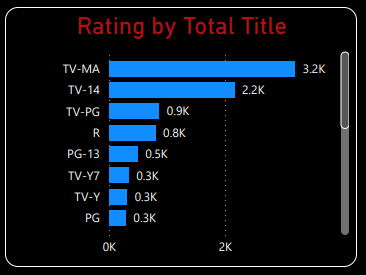 Rating by Total Title
TV-MA 3.2K
TV-14 2.2K
TV-PG 0.9K
R 0.8K
PG-13 0.5K
TV-Y7 0.3K
TV-Y 0.3K
PG 0.3K
0K 2K